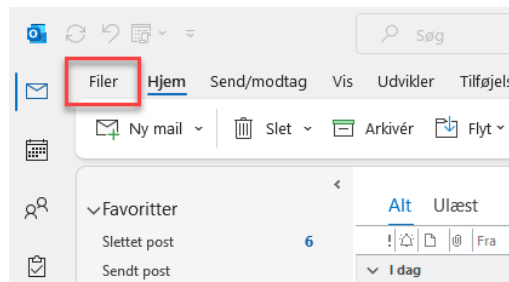 Søg
Filer Hjem Send/modtag Vis Udvikler Tilføjels
Ny mail Slet Arkivér Flyt
Favoritter
Alt Ulæst
Slettet post 6
! Fra
Sendt post
I dag